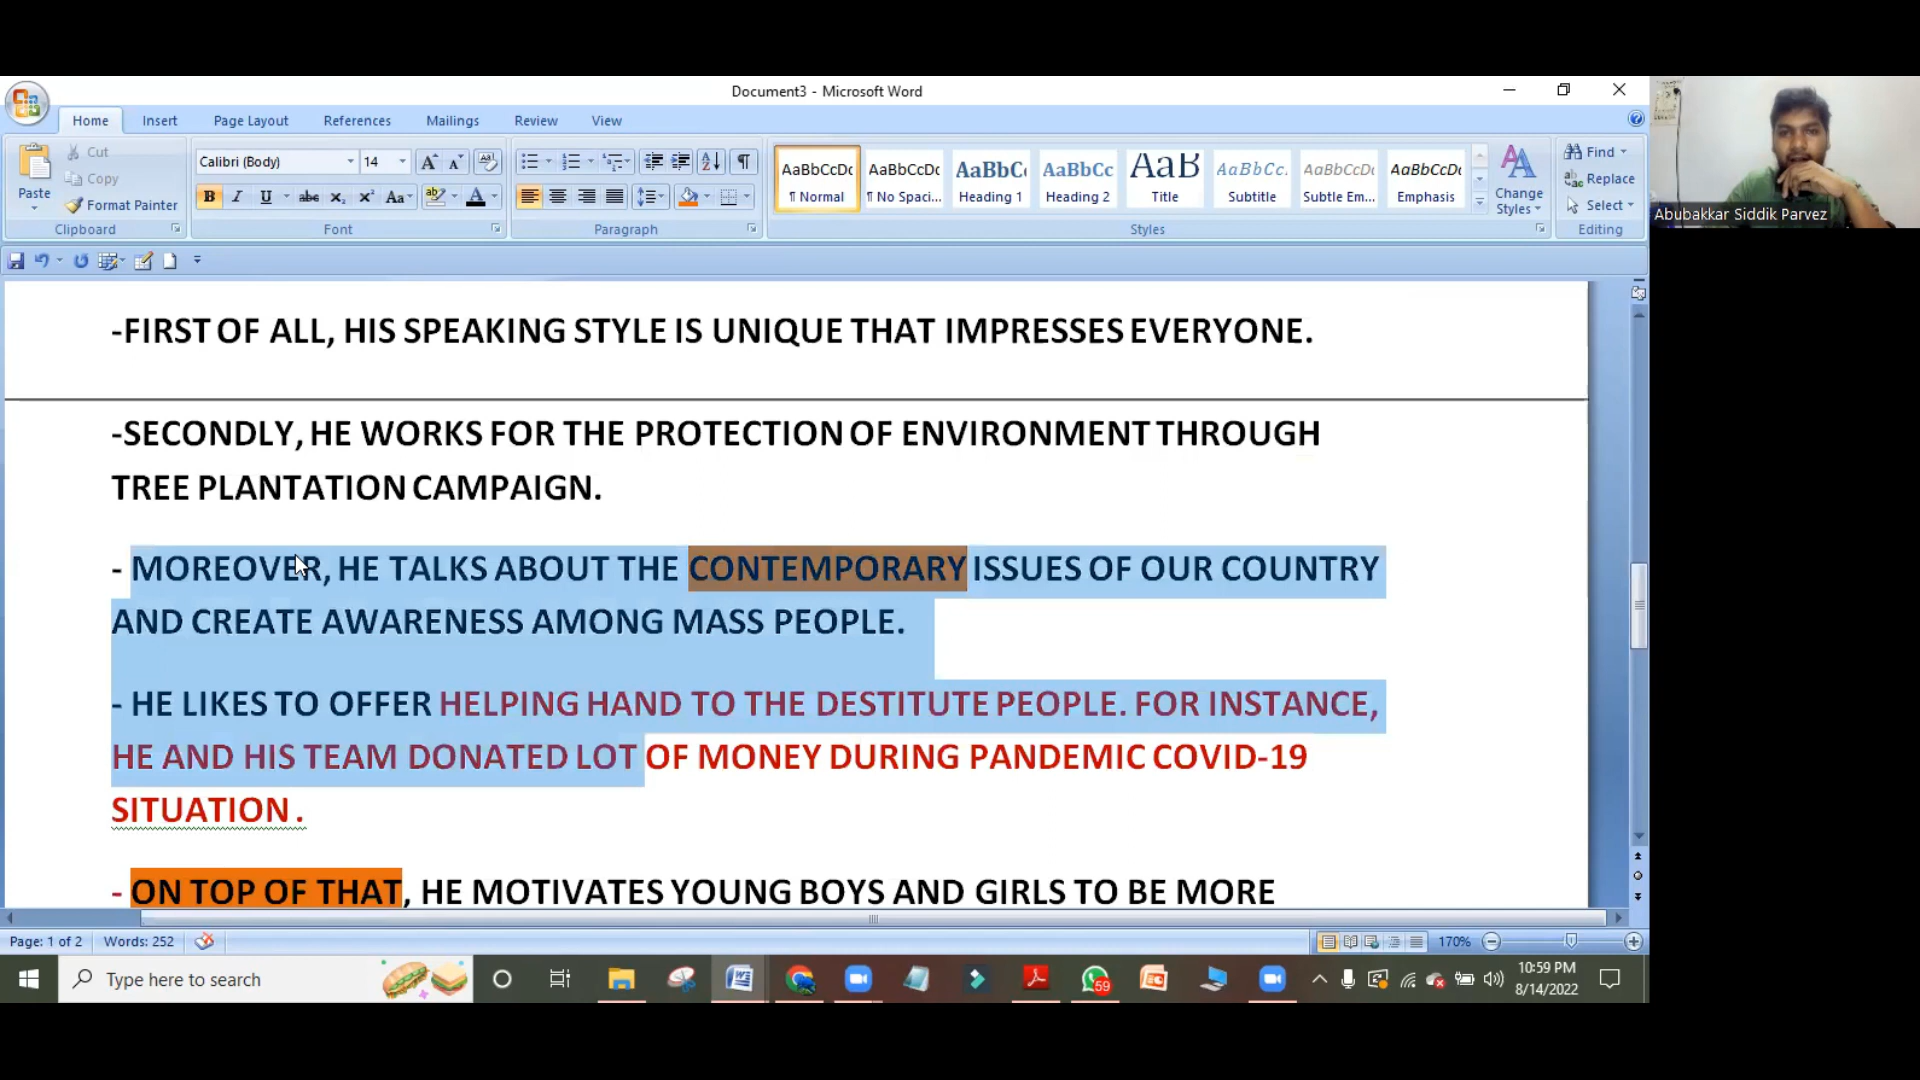 Document3 - Microsoft Word
Home Insert Page Layout References Mailings Review View
Paste
Cut
Copy
Format Painter
Clipboard
Calibri (Body) 14
Font
Paragraph
AaBbCcDc AaBbCcDc AaBbC AaBbCc AaB AaBbCc. AaBbCcDc AaBbCcDc
¶ Normal ¶ No Spaci... Heading 1 Heading 2 Title Subtitle Subtle Em... Emphasis
Change Styles
Styles
Find
Replace
Select
Editing
Abubakkar Siddik Parvez
-FIRST OF ALL, HIS SPEAKING STYLE IS UNIQUE THAT IMPRESSES EVERYONE.
-SECONDLY, HE WORKS FOR THE PROTECTION OF ENVIRONMENT THROUGH
TREE PLANTATION CAMPAIGN.
- MOREOVER, HE TALKS ABOUT THE CONTEMPORARY ISSUES OF OUR COUNTRY
AND CREATE AWARENESS AMONG MASS PEOPLE.
- HE LIKES TO OFFER HELPING HAND TO THE DESTITUTE PEOPLE. FOR INSTANCE,
HE AND HIS TEAM DONATED LOT OF MONEY DURING PANDEMIC COVID-19
SITUATION .
- ON TOP OF THAT, HE MOTIVATES YOUNG BOYS AND GIRLS TO BE MORE
Page: 1 of 2 Words: 252 170%
Type here to search
59
10:59 PM
8/14/2022